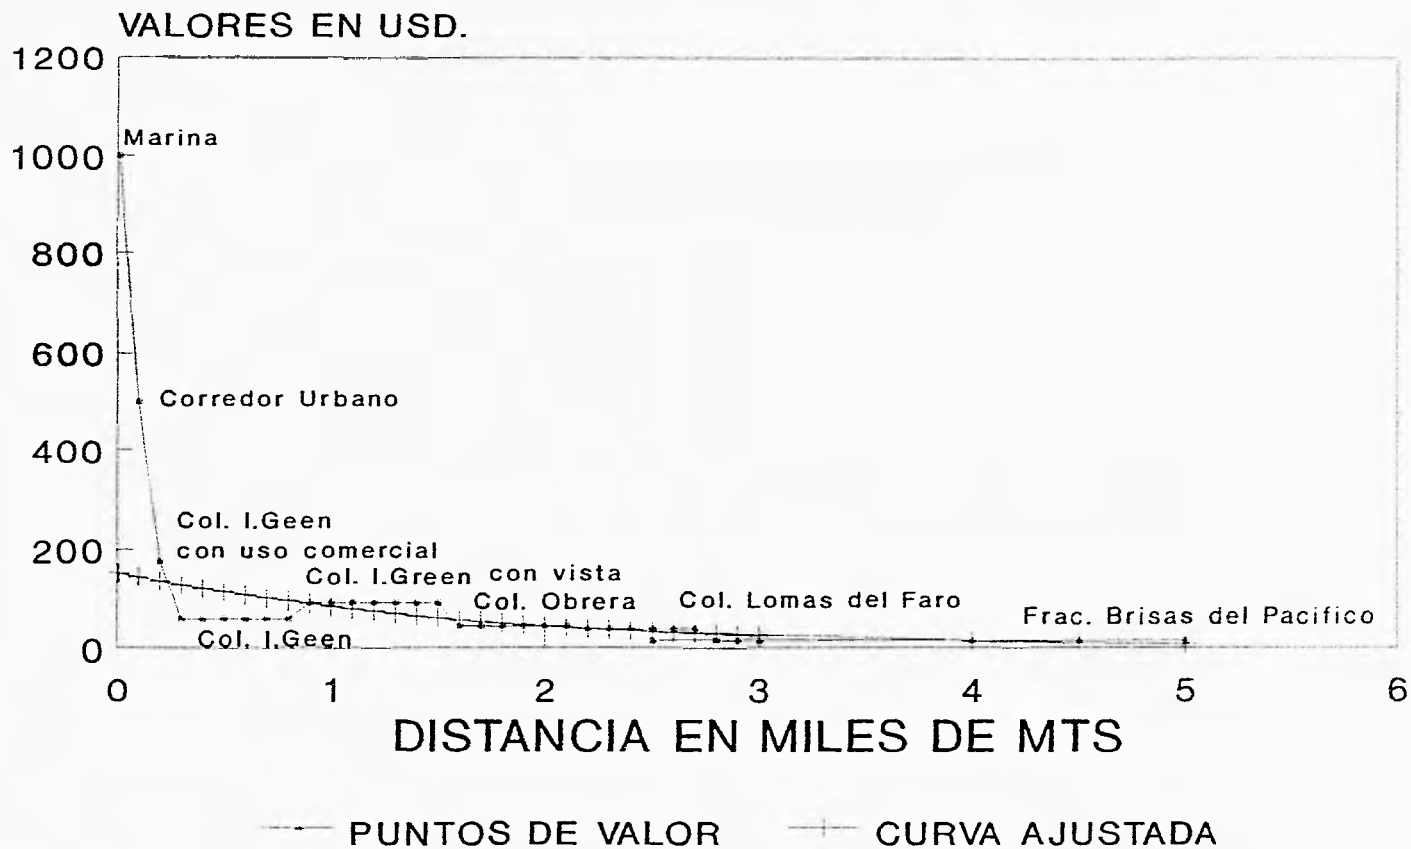 VALORES EN USD.
1200
1000
800
600
400
200
0
Marina
Corredor Urbano
Col. I.Geen
con uso comercial
Col. I.Green con vista
Col. I.Geen
Col. Obrera
Col. Lomas del Faro
Frac. Brisas del Pacifico
0 1 2 3 4 5 6
DISTANCIA EN MILES DE MTS
PUNTOS DE VALOR CURVA AJUSTADA